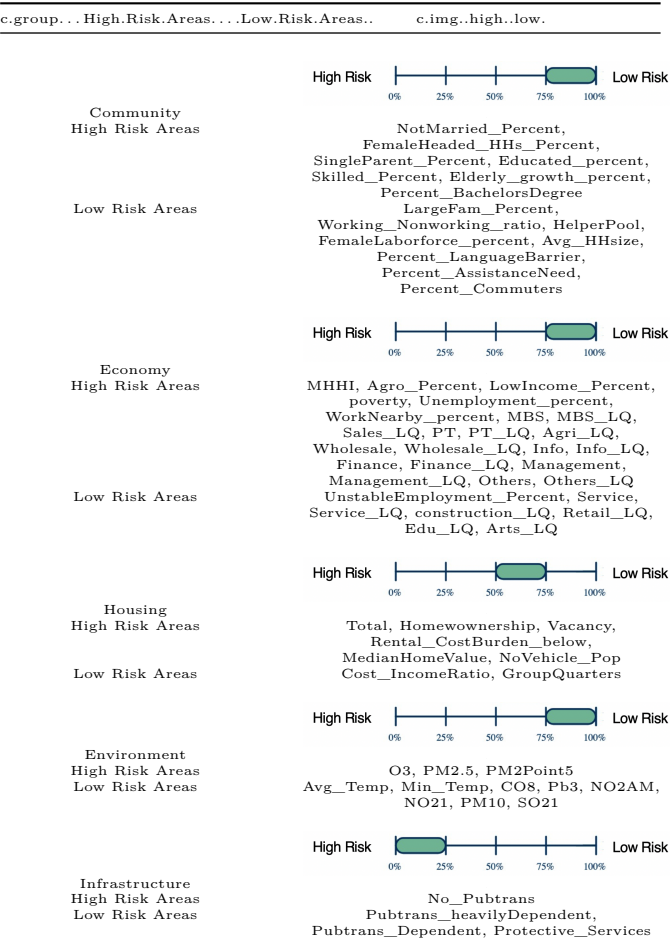 c.group...High.Risk.Areas....Low.Risk.Areas.. c.img..high..low.
High Risk Low Risk
0% 25% 50% 75% 100%
Community
High Risk Areas NotMarried_Percent,
FemaleHeaded_HHs_Percent,
SingleParent_Percent, Educated_percent,
Skilled_Percent, Elderly_growth_percent,
Percent_BachelorsDegree
Low Risk Areas LargeFam_Percent,
Working_Nonworking_ratio, HelperPool,
FemaleLaborforce_percent, Avg_HHsize,
Percent_LanguageBarrier,
Percent_AssistanceNeed,
Percent_Commuters
High Risk Low Risk
0% 25% 50% 75% 100%
Economy
High Risk Areas MHHI, Agro_Percent, LowIncome_Percent,
poverty, Unemployment_percent,
WorkNearby_percent, MBS, MBS_LQ,
Sales_LQ, PT, PT_LQ, Agri_LQ,
Wholesale, Wholesale_LQ, Info, Info_LQ,
Finance, Finance_LQ, Management,
Management_LQ, Others, Others_LQ
Low Risk Areas UnstableEmployment_Percent, Service,
Service_LQ, construction_LQ, Retail_LQ,
Edu_LQ, Arts_LQ
High Risk Low Risk
0% 25% 50% 75% 100%
Housing
High Risk Areas Total, Homewownership, Vacancy,
Rental_CostBurden_below,
MedianHomeValue, NoVehicle_Pop
Low Risk Areas Cost_IncomeRatio, GroupQuarters
High Risk Low Risk
0% 25% 50% 75% 100%
Environment
High Risk Areas O3, PM2.5, PM2Point5
Low Risk Areas Avg_Temp, Min_Temp, CO8, Pb3, NO2AM,
NO21, PM10, SO21
High Risk Low Risk
0% 25% 50% 75% 100%
Infrastructure
High Risk Areas No_Pubtrans
Low Risk Areas Pubtrans_heavilyDependent,
Pubtrans_Dependent, Protective_Services